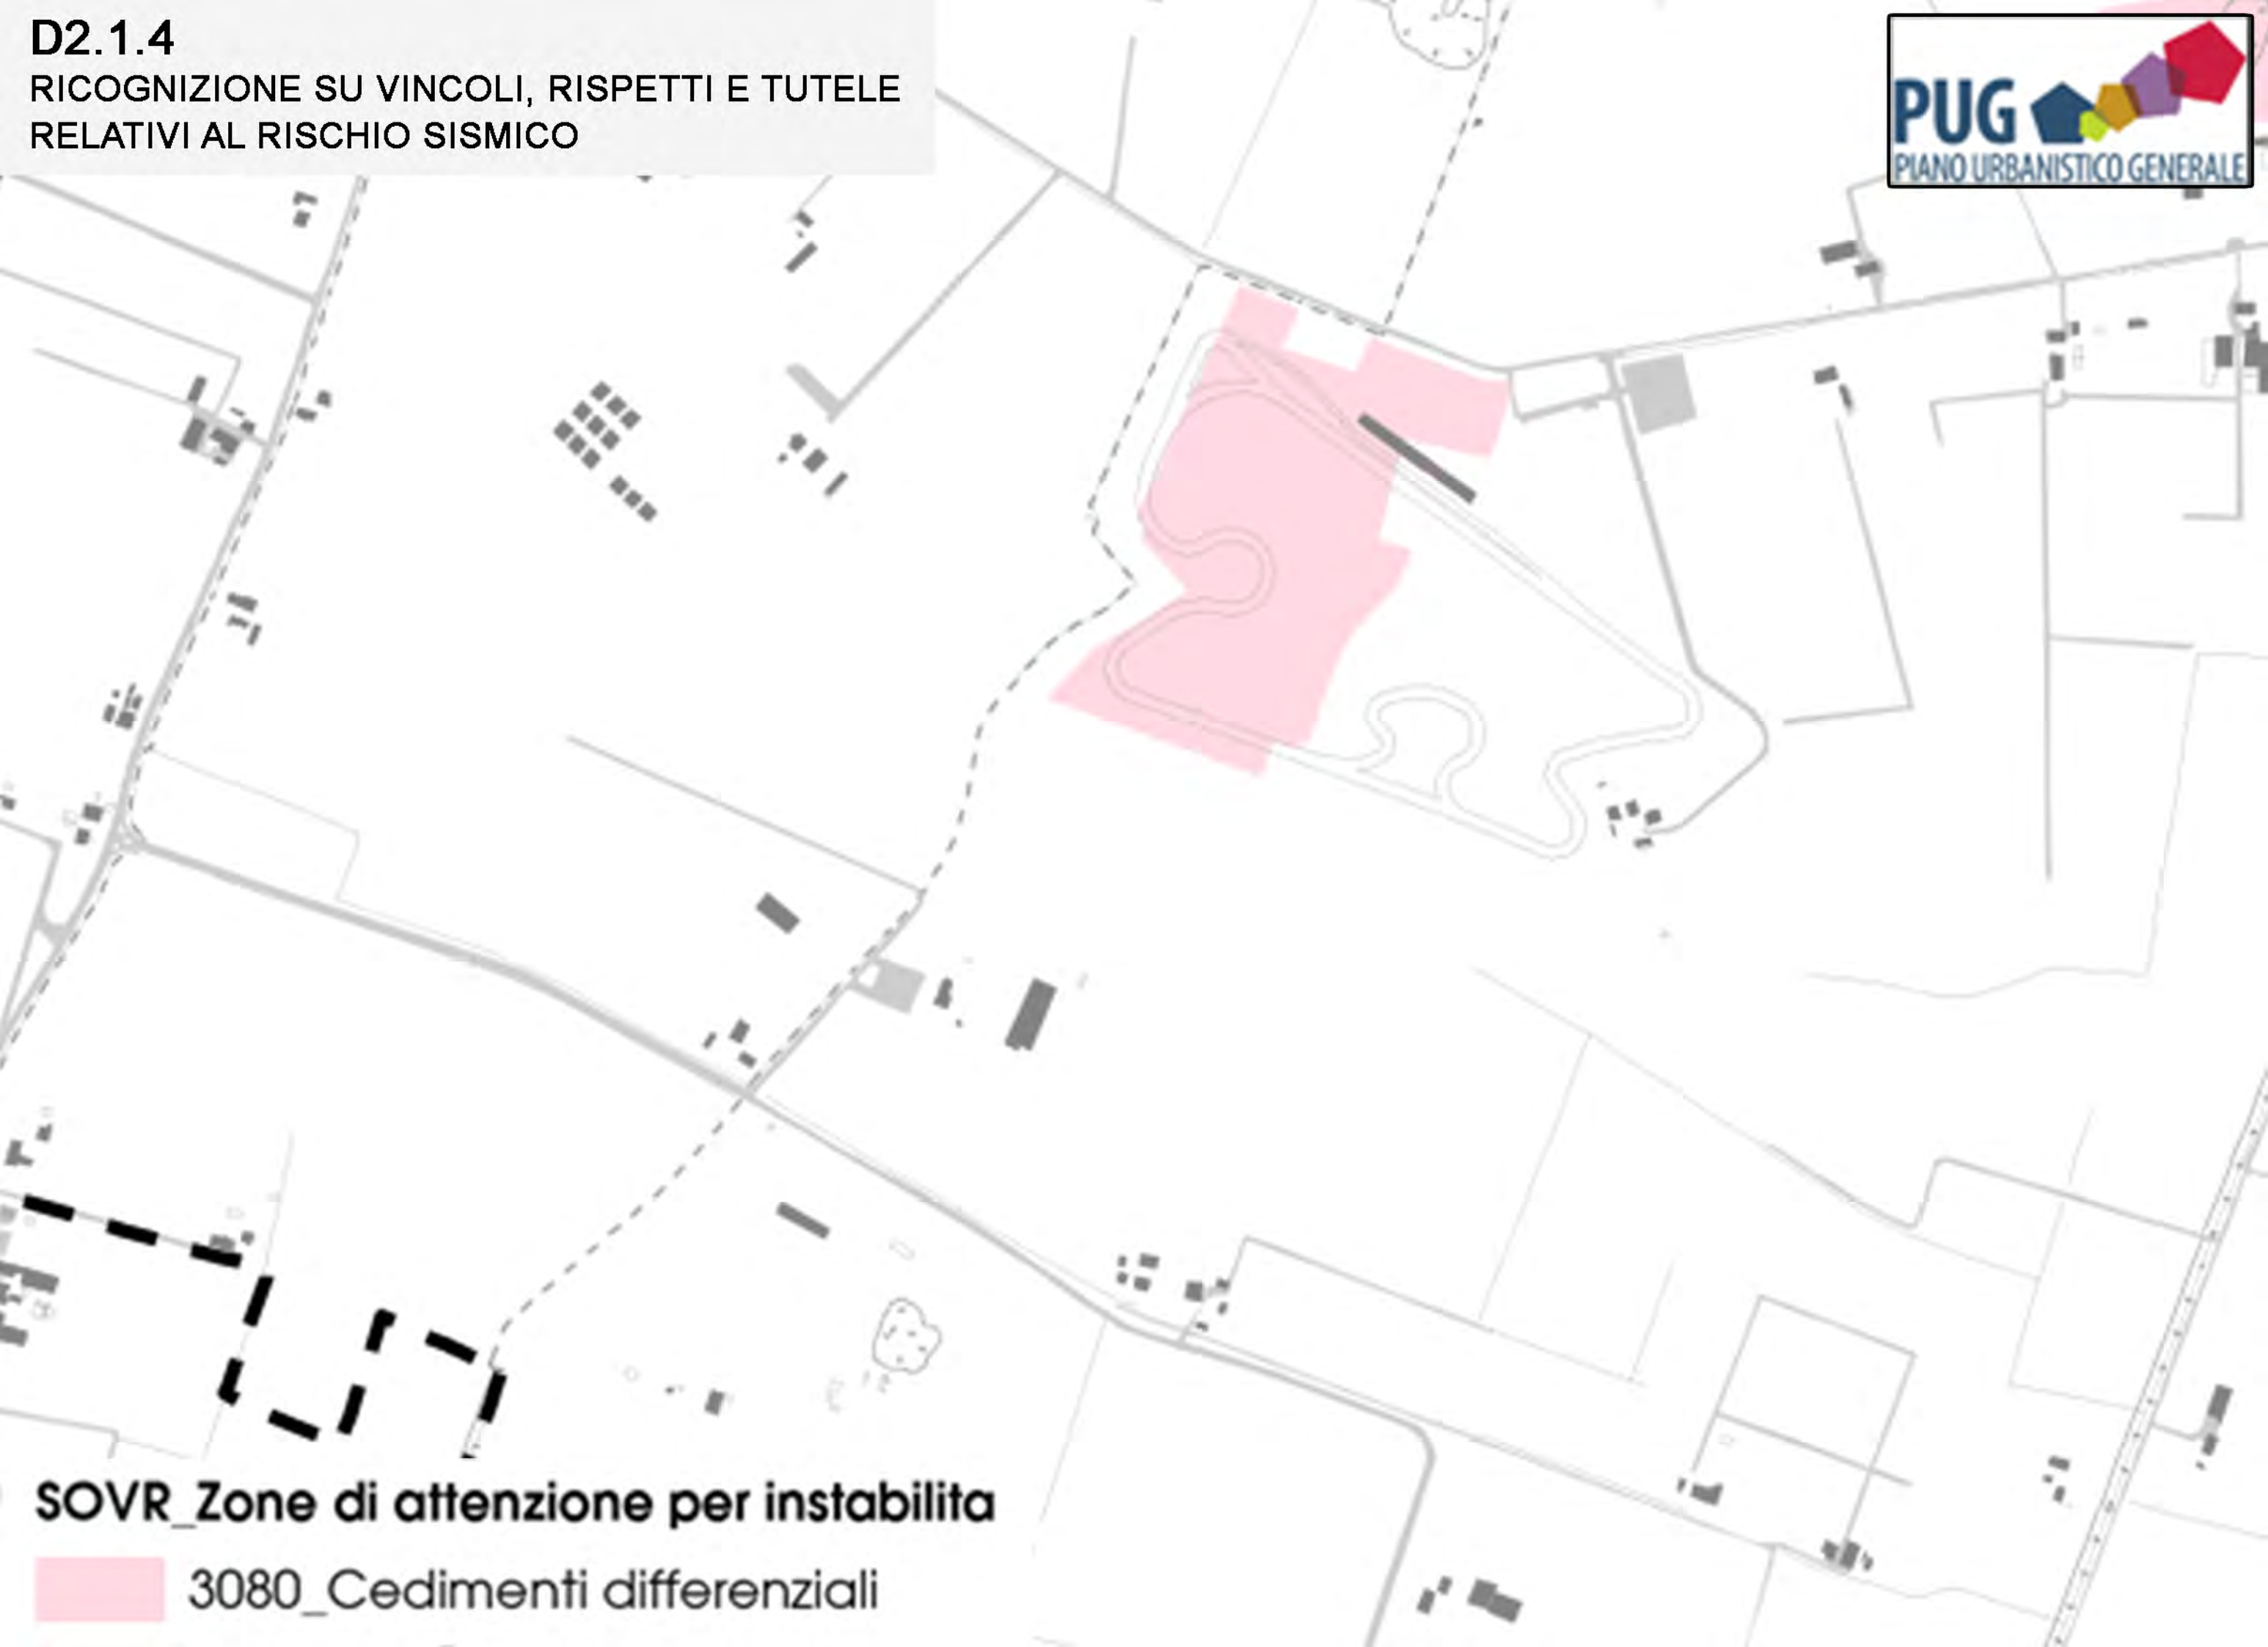 D2.1.4
RICOGNIZIONE SU VINCOLI, RISPETTI E TUTELE
RELATIVI AL RISCHIO SISMICO
PUG
PIANO URBANISTICO GENERALE
SOVR_Zone di attenzione per instabilita
3080_Cedimenti differenziali